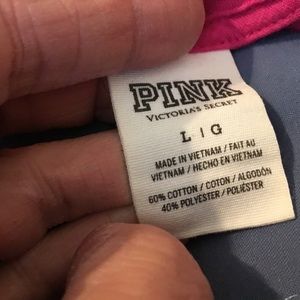 PINK
VICTORIA'S SECRET
L | G
MADE IN VIETNAM / FAIT AU
VIETNAM / HECHO EN VIETNAM
60% COTTON / COTON / ALGODÓN
40% POLYESTER / POLIÉSTER